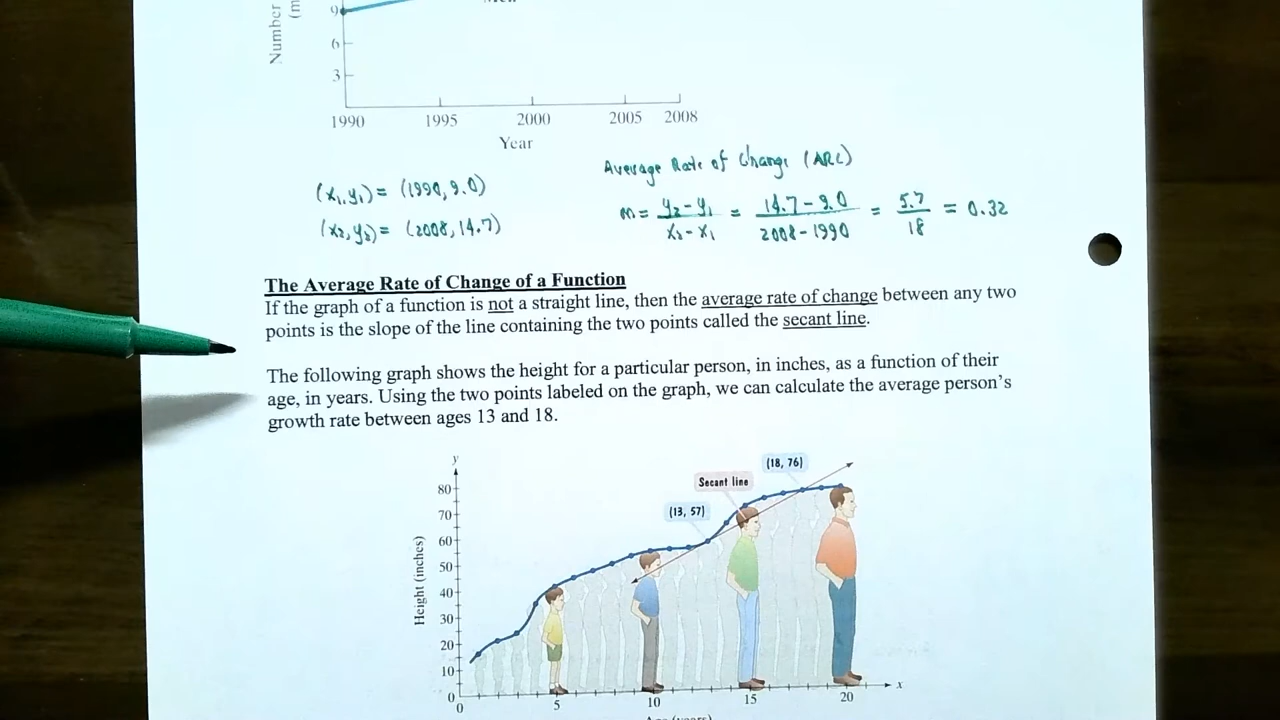 Number
(m
9
6
3
1990 1995 2000 2005 2008
Year
(x₁,y₁) = (1990, 9.0)
(x₂,y₂) = (2008, 14.7)
Average Rate of Change (ARC)
m = y₂-y₁ / x₂-x₁ = 14.7-9.0 / 2008-1990 = 5.7 / 18 = 0.32
The Average Rate of Change of a Function
If the graph of a function is not a straight line, then the average rate of change between any two
points is the slope of the line containing the two points called the secant line.
The following graph shows the height for a particular person, in inches, as a function of their
age, in years. Using the two points labeled on the graph, we can calculate the average person's
growth rate between ages 13 and 18.
y
(18, 76)
Secant line
(13, 57)
80
70
60
50
40
30
20
10
0
Height (inches)
0 5 10 15 20 x